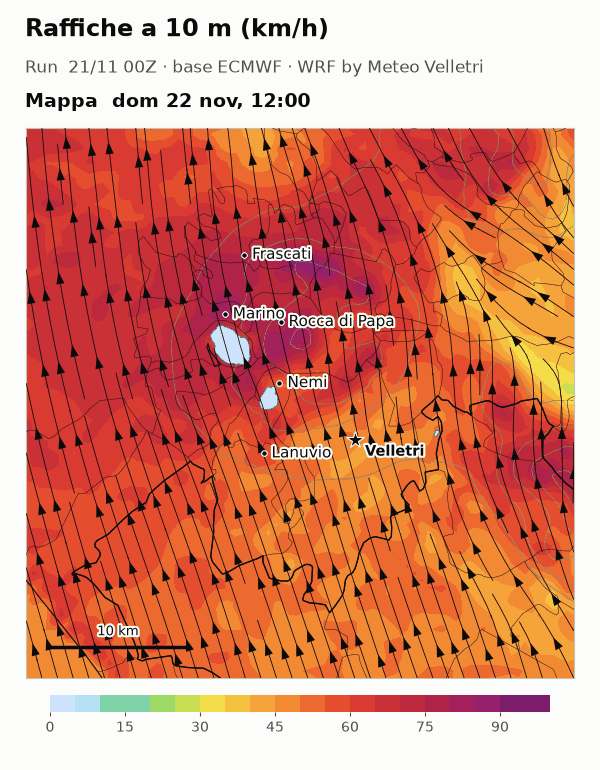 Raffiche a 10 m (km/h)
Run 21/11 00Z · base ECMWF · WRF by Meteo Velletri
Mappa dom 22 nov, 12:00
Frascati
Marino
Rocca di Papa
Nemi
Lanuvio
Velletri
10 km
0 15 30 45 60 75 90